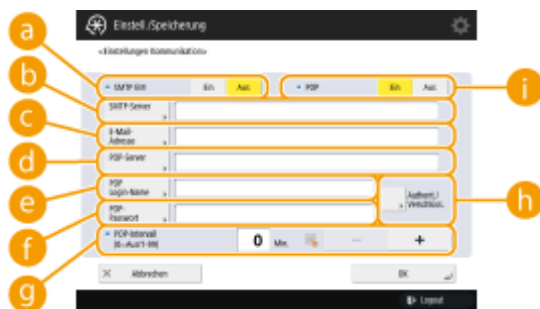 Einstell./Speicherung
<Einstellungen Kommunikation>
a
SMTP-Empf. Ein Aus
POP Ein Aus
i
b
SMTP-Server
c
E-Mail-
Adresse
d
POP-Server
e
POP
Login-Name
f
POP-
Passwort
Authent./
Verschlüss.
h
g
POP-Intervall
(0=Aus/1-99)
0 Min. - +
× Abbrechen
OK
Logout